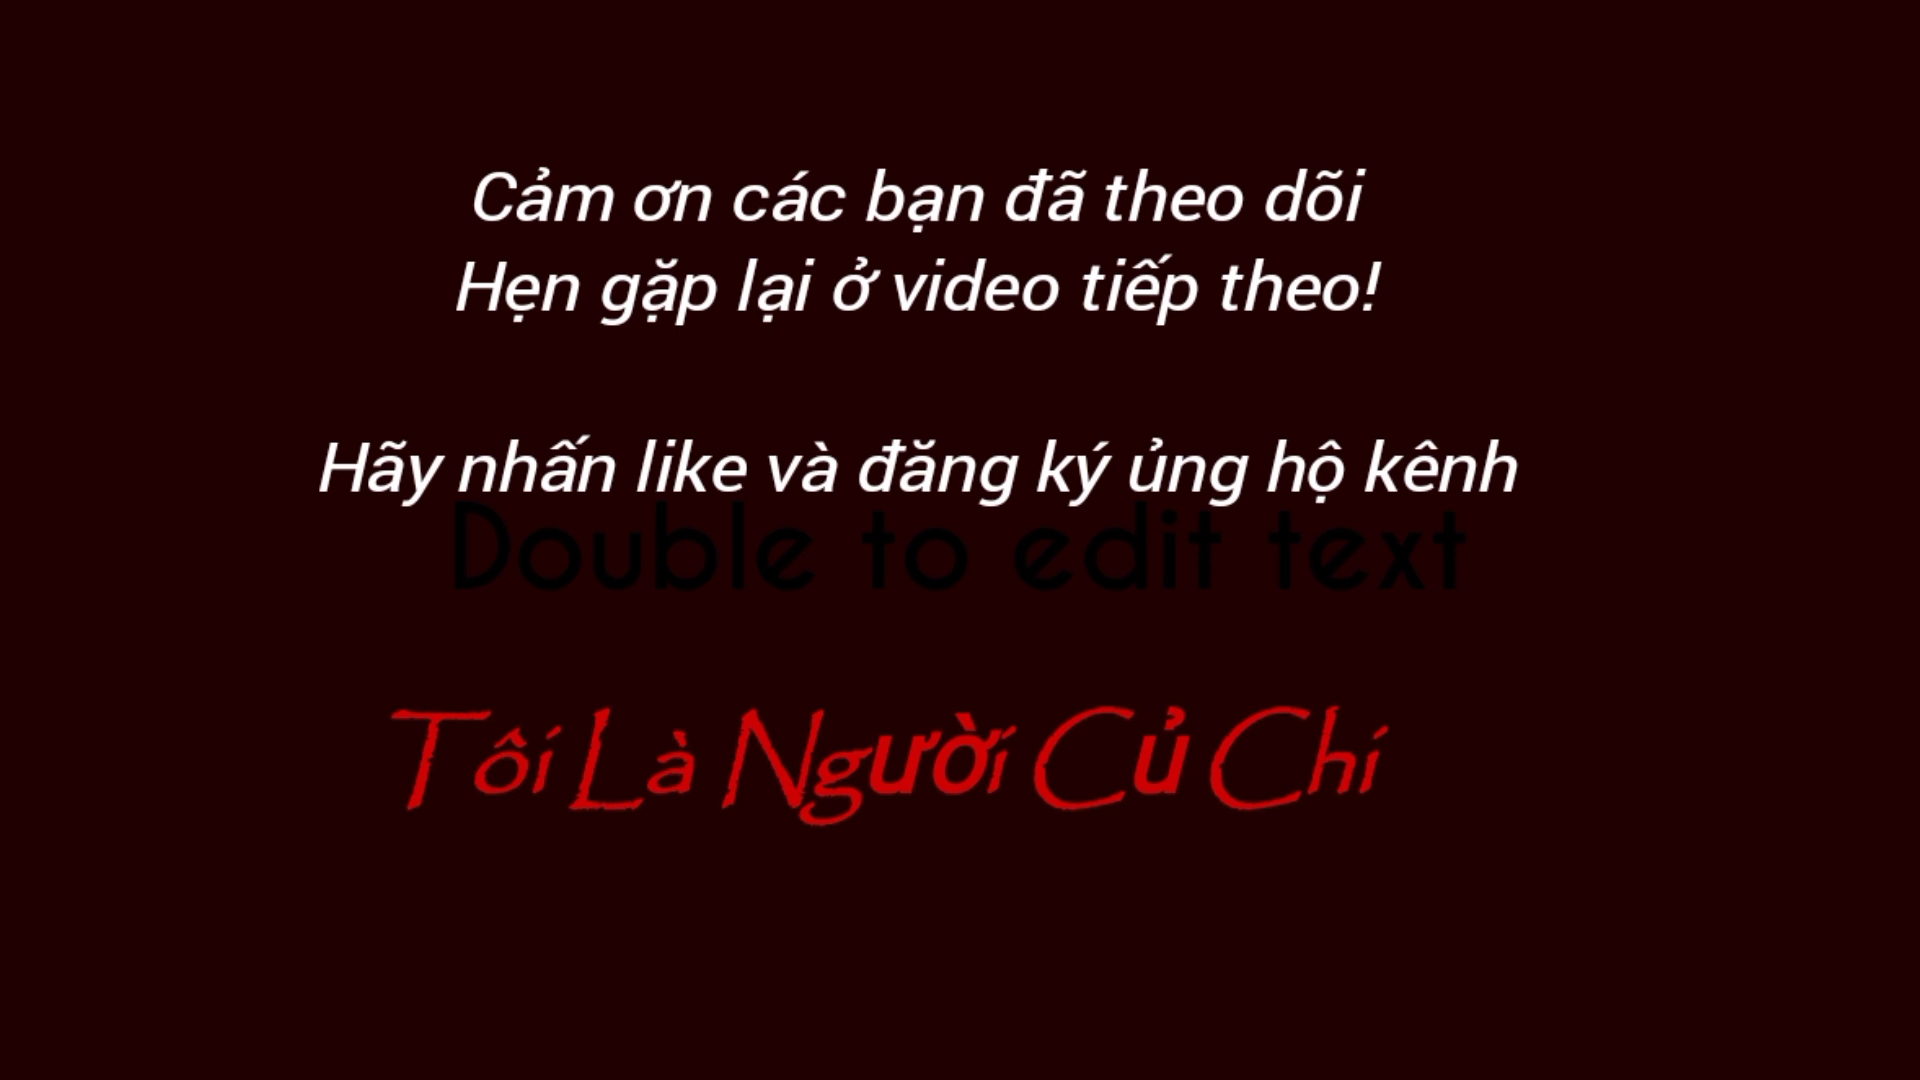 Cảm ơn các bạn đã theo dõi
Hẹn gặp lại ở video tiếp theo!
Hãy nhấn like và đăng ký ủng hộ kênh
Double to edit text
Tôi Là Người Củ Chi